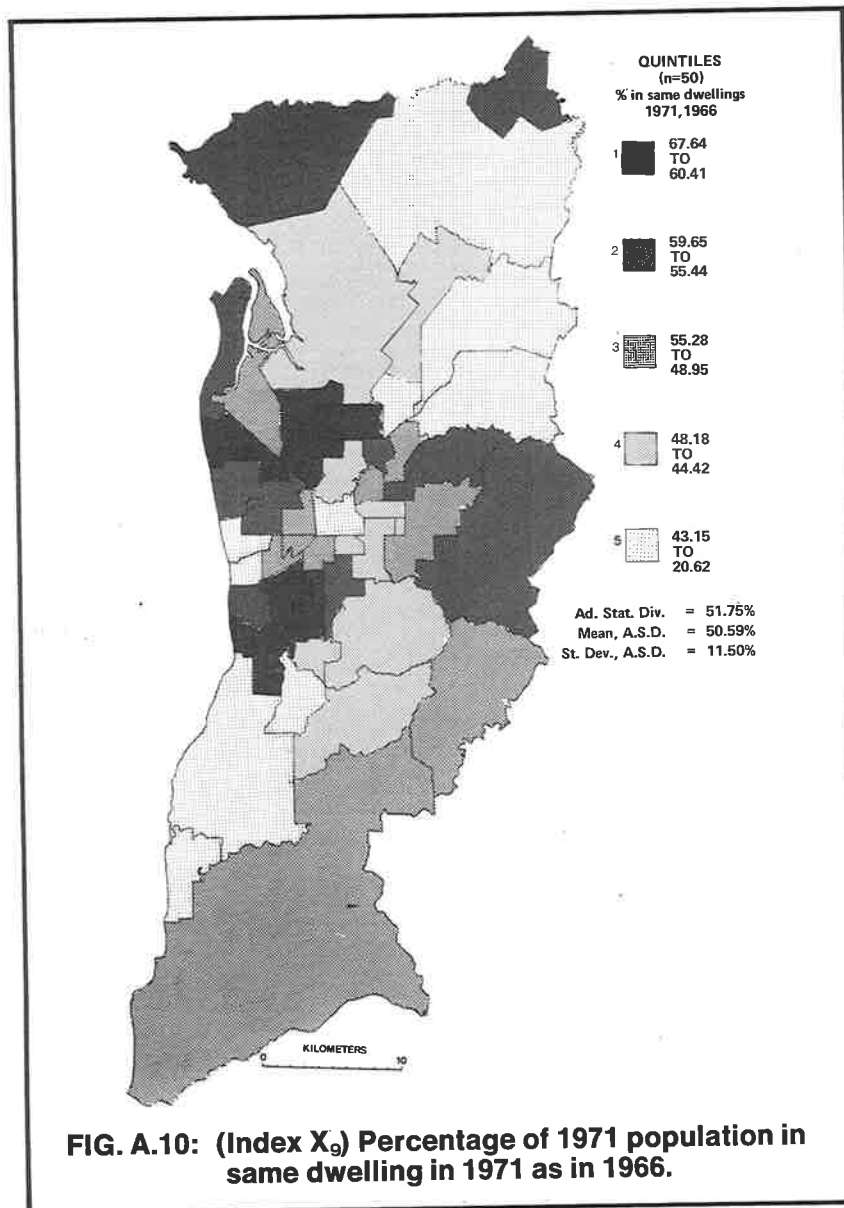 QUINTILES
(n=50)
% in same dwellings
1971,1966
1
67.64
TO
60.41
2
59.65
TO
55.44
3
55.28
TO
48.95
4
48.18
TO
44.42
5
43.15
TO
20.62
Ad. Stat. Div. = 51.75%
Mean, A.S.D. = 50.59%
St. Dev., A.S.D. = 11.50%
KILOMETERS
0 10
FIG. A.10: (Index X₉) Percentage of 1971 population in
same dwelling in 1971 as in 1966.